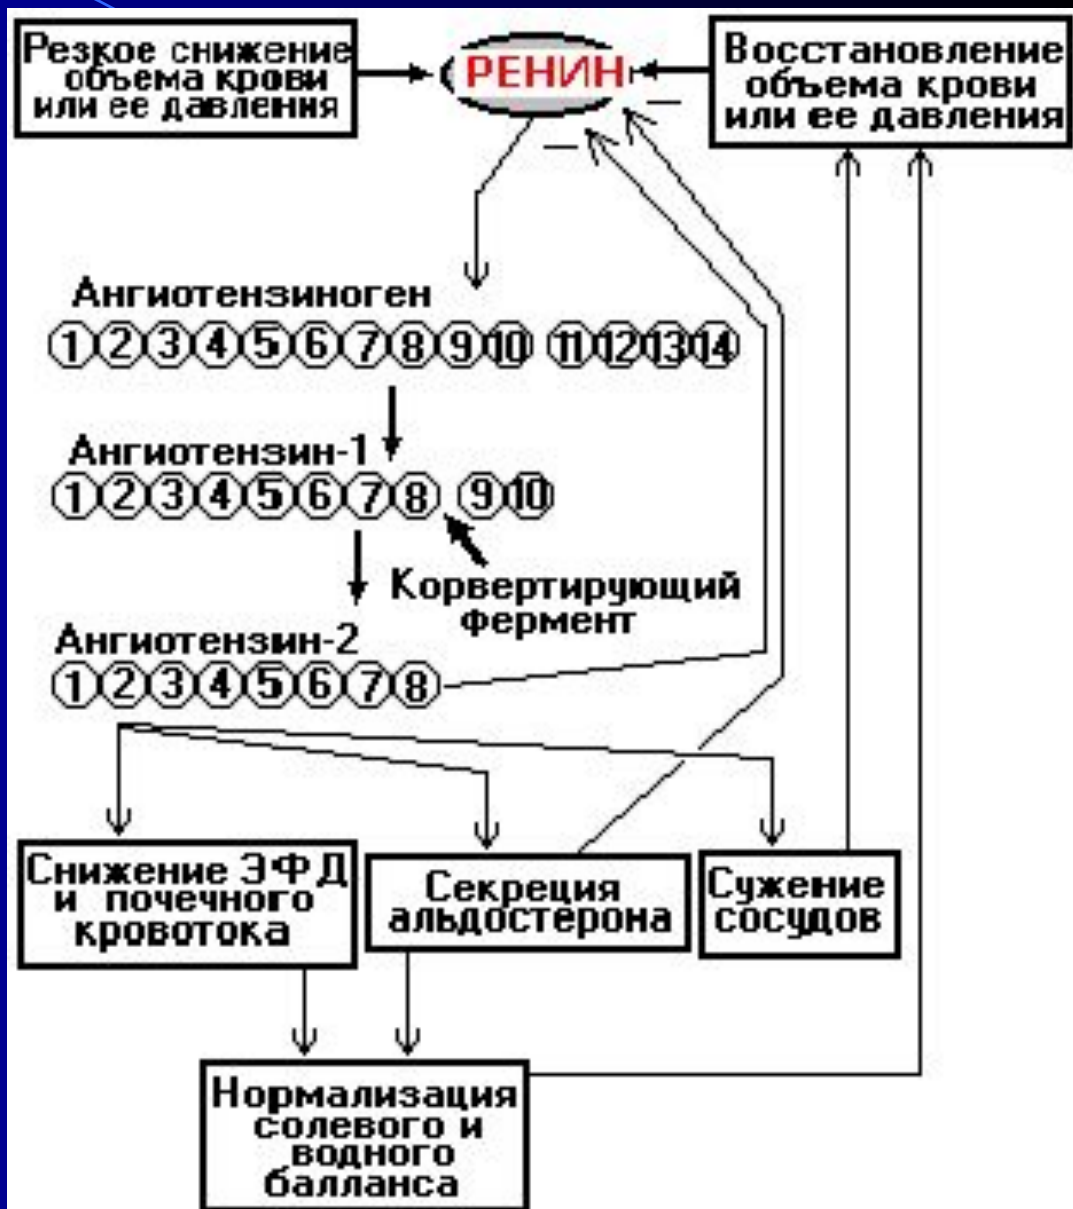 Резкое снижение
объема крови
или ее давления
РЕНИН
Восстановление
объема крови
или ее давления
—
—
Ангиотензиноген
1 2 3 4 5 6 7 8 9 10 11 12 13 14
Ангиотензин-1
1 2 3 4 5 6 7 8 9 10
Корвертирующий
фермент
Ангиотензин-2
1 2 3 4 5 6 7 8
Снижение ЭФД
и почечного
кровотока
Секреция
альдостерона
Сужение
сосудов
Нормализация
солевого и
водного
балланса